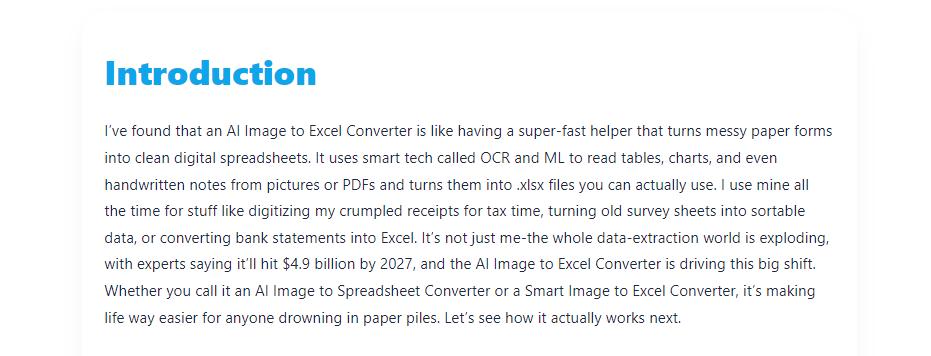 Introduction
I've found that an AI Image to Excel Converter is like having a super-fast helper that turns messy paper forms
into clean digital spreadsheets. It uses smart tech called OCR and ML to read tables, charts, and even
handwritten notes from pictures or PDFs and turns them into .xlsx files you can actually use. I use mine all
the time for stuff like digitizing my crumpled receipts for tax time, turning old survey sheets into sortable
data, or converting bank statements into Excel. It's not just me-the whole data-extraction world is exploding,
with experts saying it'll hit $4.9 billion by 2027, and the AI Image to Excel Converter is driving this big shift.
Whether you call it an AI Image to Spreadsheet Converter or a Smart Image to Excel Converter, it's making
life way easier for anyone drowning in paper piles. Let's see how it actually works next.